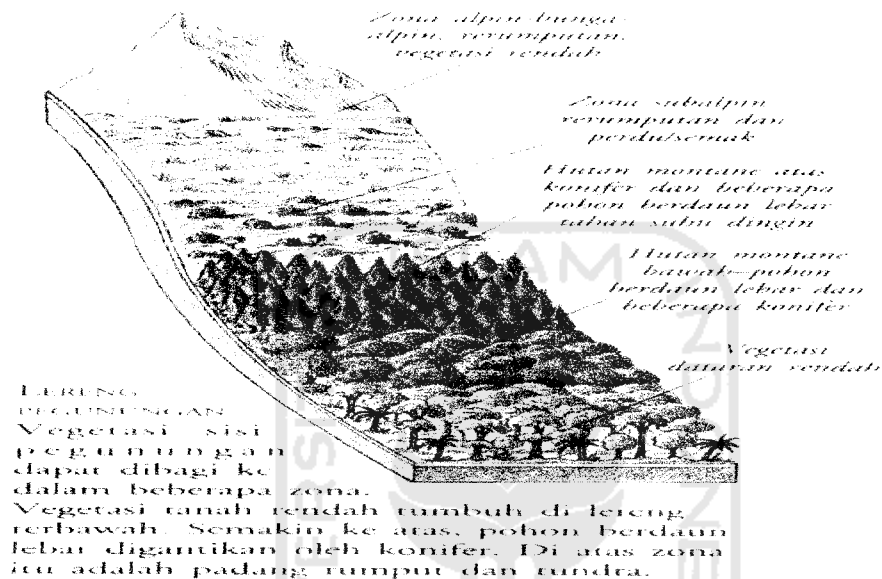 Zona alpin-bunga
alpin, rerumputan,
vegetasi rendah
Zona subalpin
rerumputan dan
perdu/semak
Hutan montane atas
konifer dan beberapa
pohon berdaun lebar
tahan suhu dingin
Hutan montane
bawah—pohon
berdaun lebar dan
beberapa konifer
Vegetasi
dataran rendah
LERENG
PEGUNUNGAN
Vegetasi sisi
pegunungan
dapat dibagi ke
dalam beberapa zona.
Vegetasi tanah rendah tumbuh di lereng
terbawah. Semakin ke atas, pohon berdaun
lebar digantikan oleh konifer. Di atas zona
itu adalah padang rumput dan tundra.